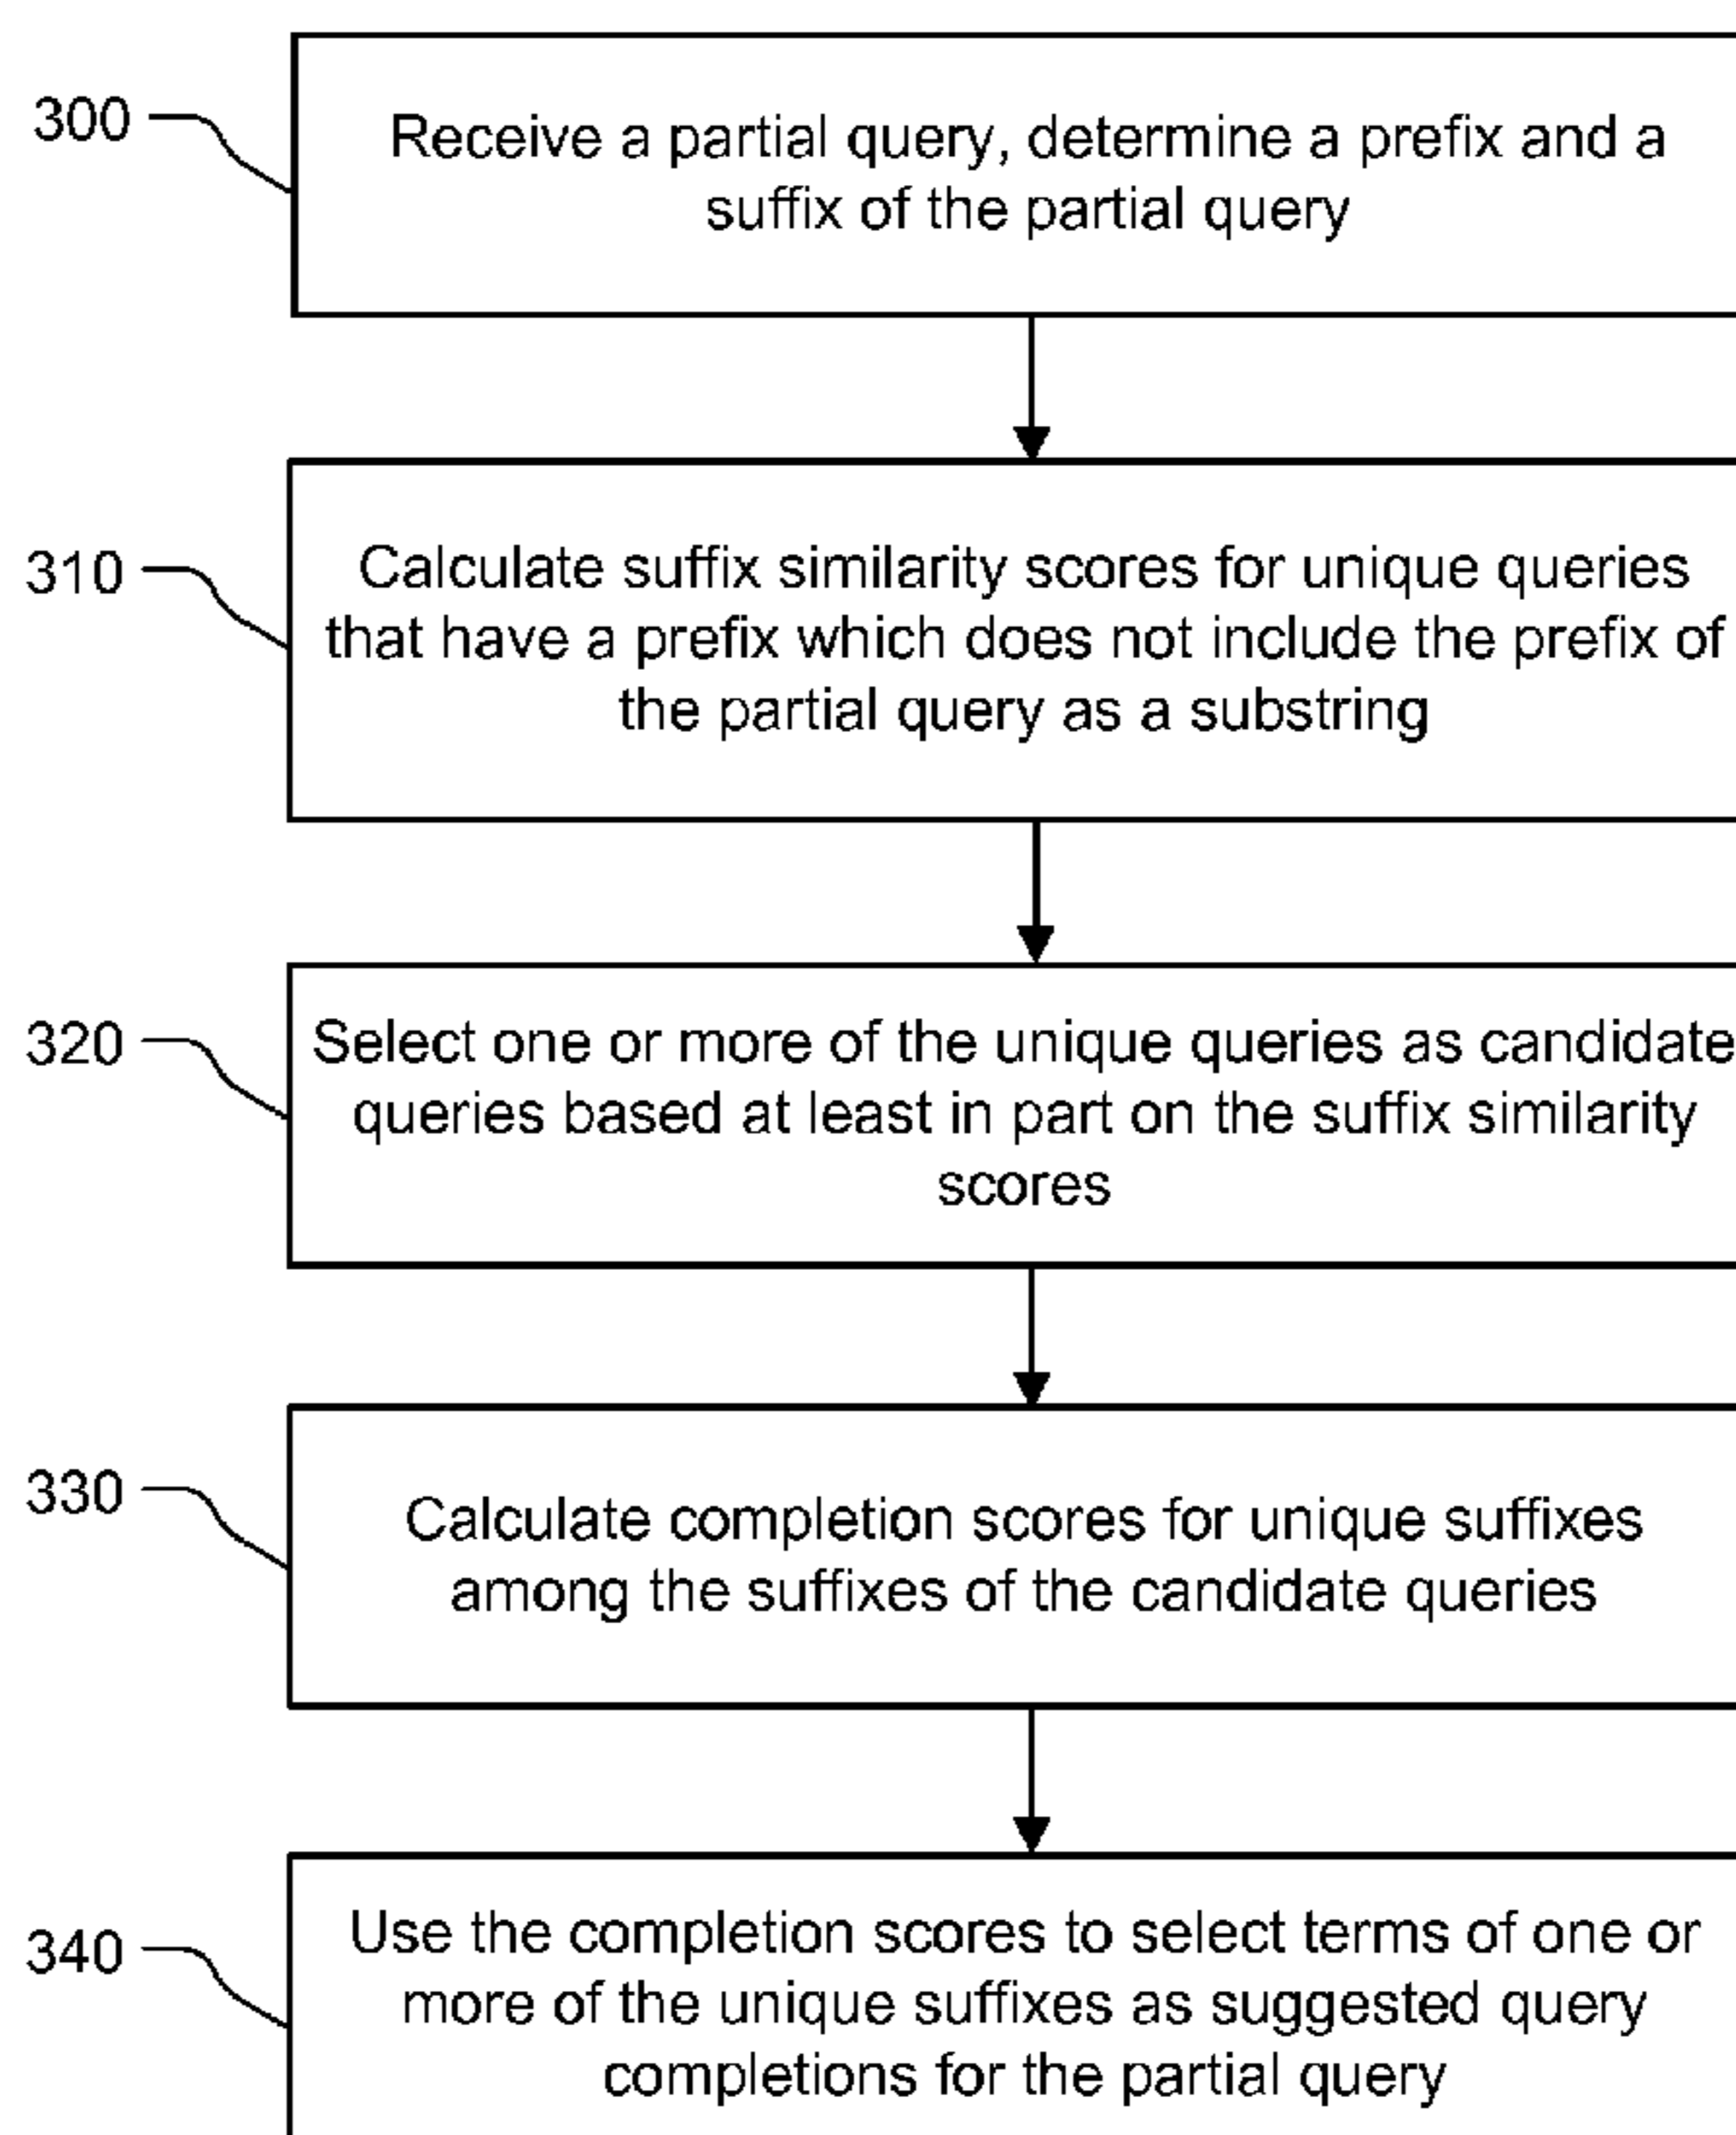 300
Receive a partial query, determine a prefix and a
suffix of the partial query
310
Calculate suffix similarity scores for unique queries
that have a prefix which does not include the prefix of
the partial query as a substring
320
Select one or more of the unique queries as candidate
queries based at least in part on the suffix similarity
scores
330
Calculate completion scores for unique suffixes
among the suffixes of the candidate queries
340
Use the completion scores to select terms of one or
more of the unique suffixes as suggested query
completions for the partial query